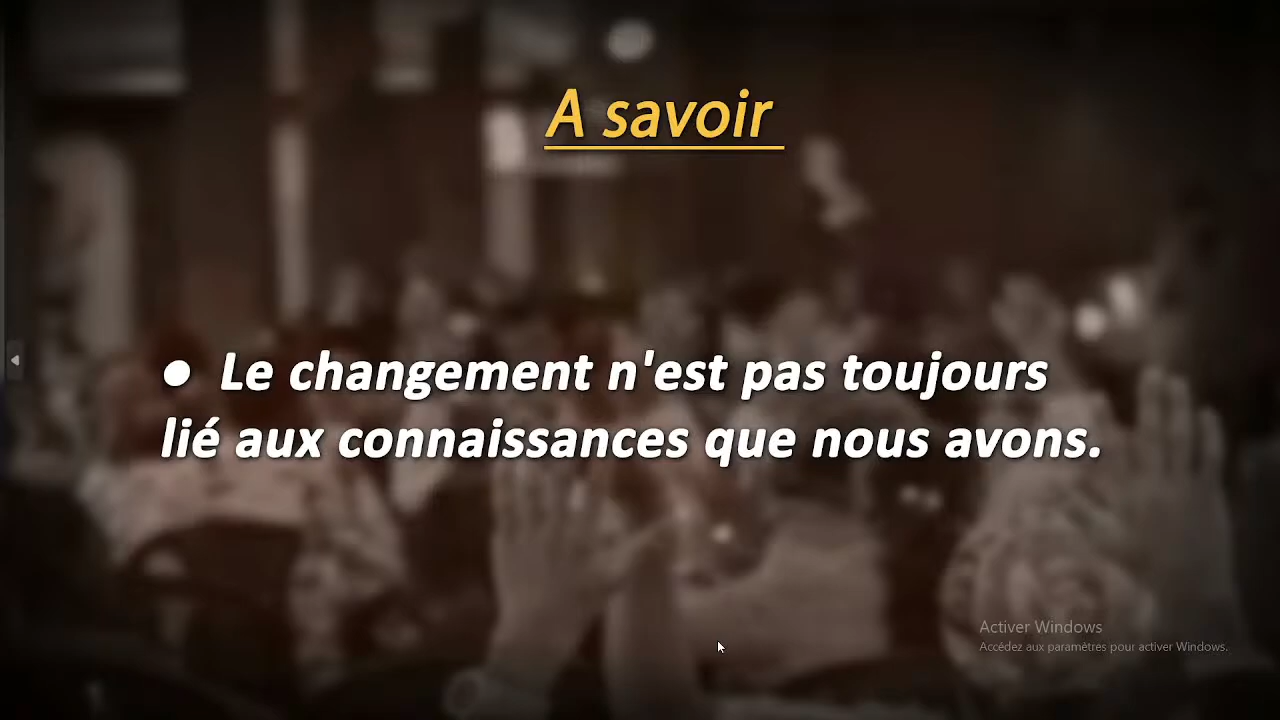 A savoir
● Le changement n'est pas toujours
lié aux connaissances que nous avons.
Activer Windows
Accédez aux paramètres pour activer Windows.